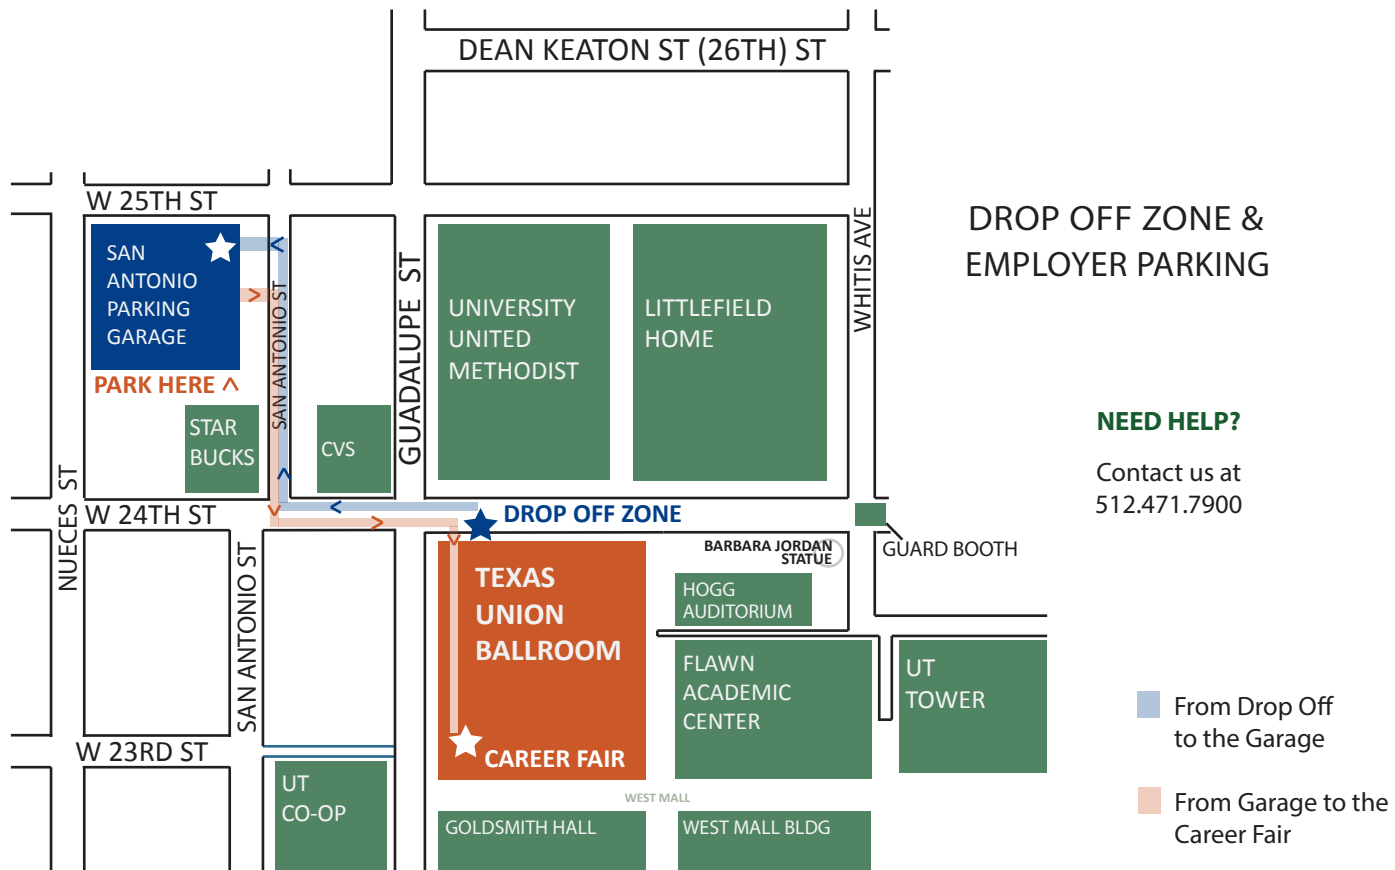 DEAN KEATON ST (26TH) ST
W 25TH ST
DROP OFF ZONE &
EMPLOYER PARKING
WHITIS AVE
SAN
ANTONIO
PARKING
GARAGE
PARK HERE ^
SAN ANTONIO ST
GUADALUPE ST
UNIVERSITY
UNITED
METHODIST
LITTLEFIELD
HOME
STAR
BUCKS
CVS
NEED HELP?
Contact us at
512.471.7900
NUECES ST
W 24TH ST
DROP OFF ZONE
GUARD BOOTH
BARBARA JORDAN
STATUE
SAN ANTONIO ST
TEXAS
UNION
BALLROOM
HOGG
AUDITORIUM
FLAWN
ACADEMIC
CENTER
UT
TOWER
W 23RD ST
CAREER FAIR
From Drop Off
to the Garage
UT
CO-OP
WEST MALL
GOLDSMITH HALL
WEST MALL BLDG
From Garage to the
Career Fair